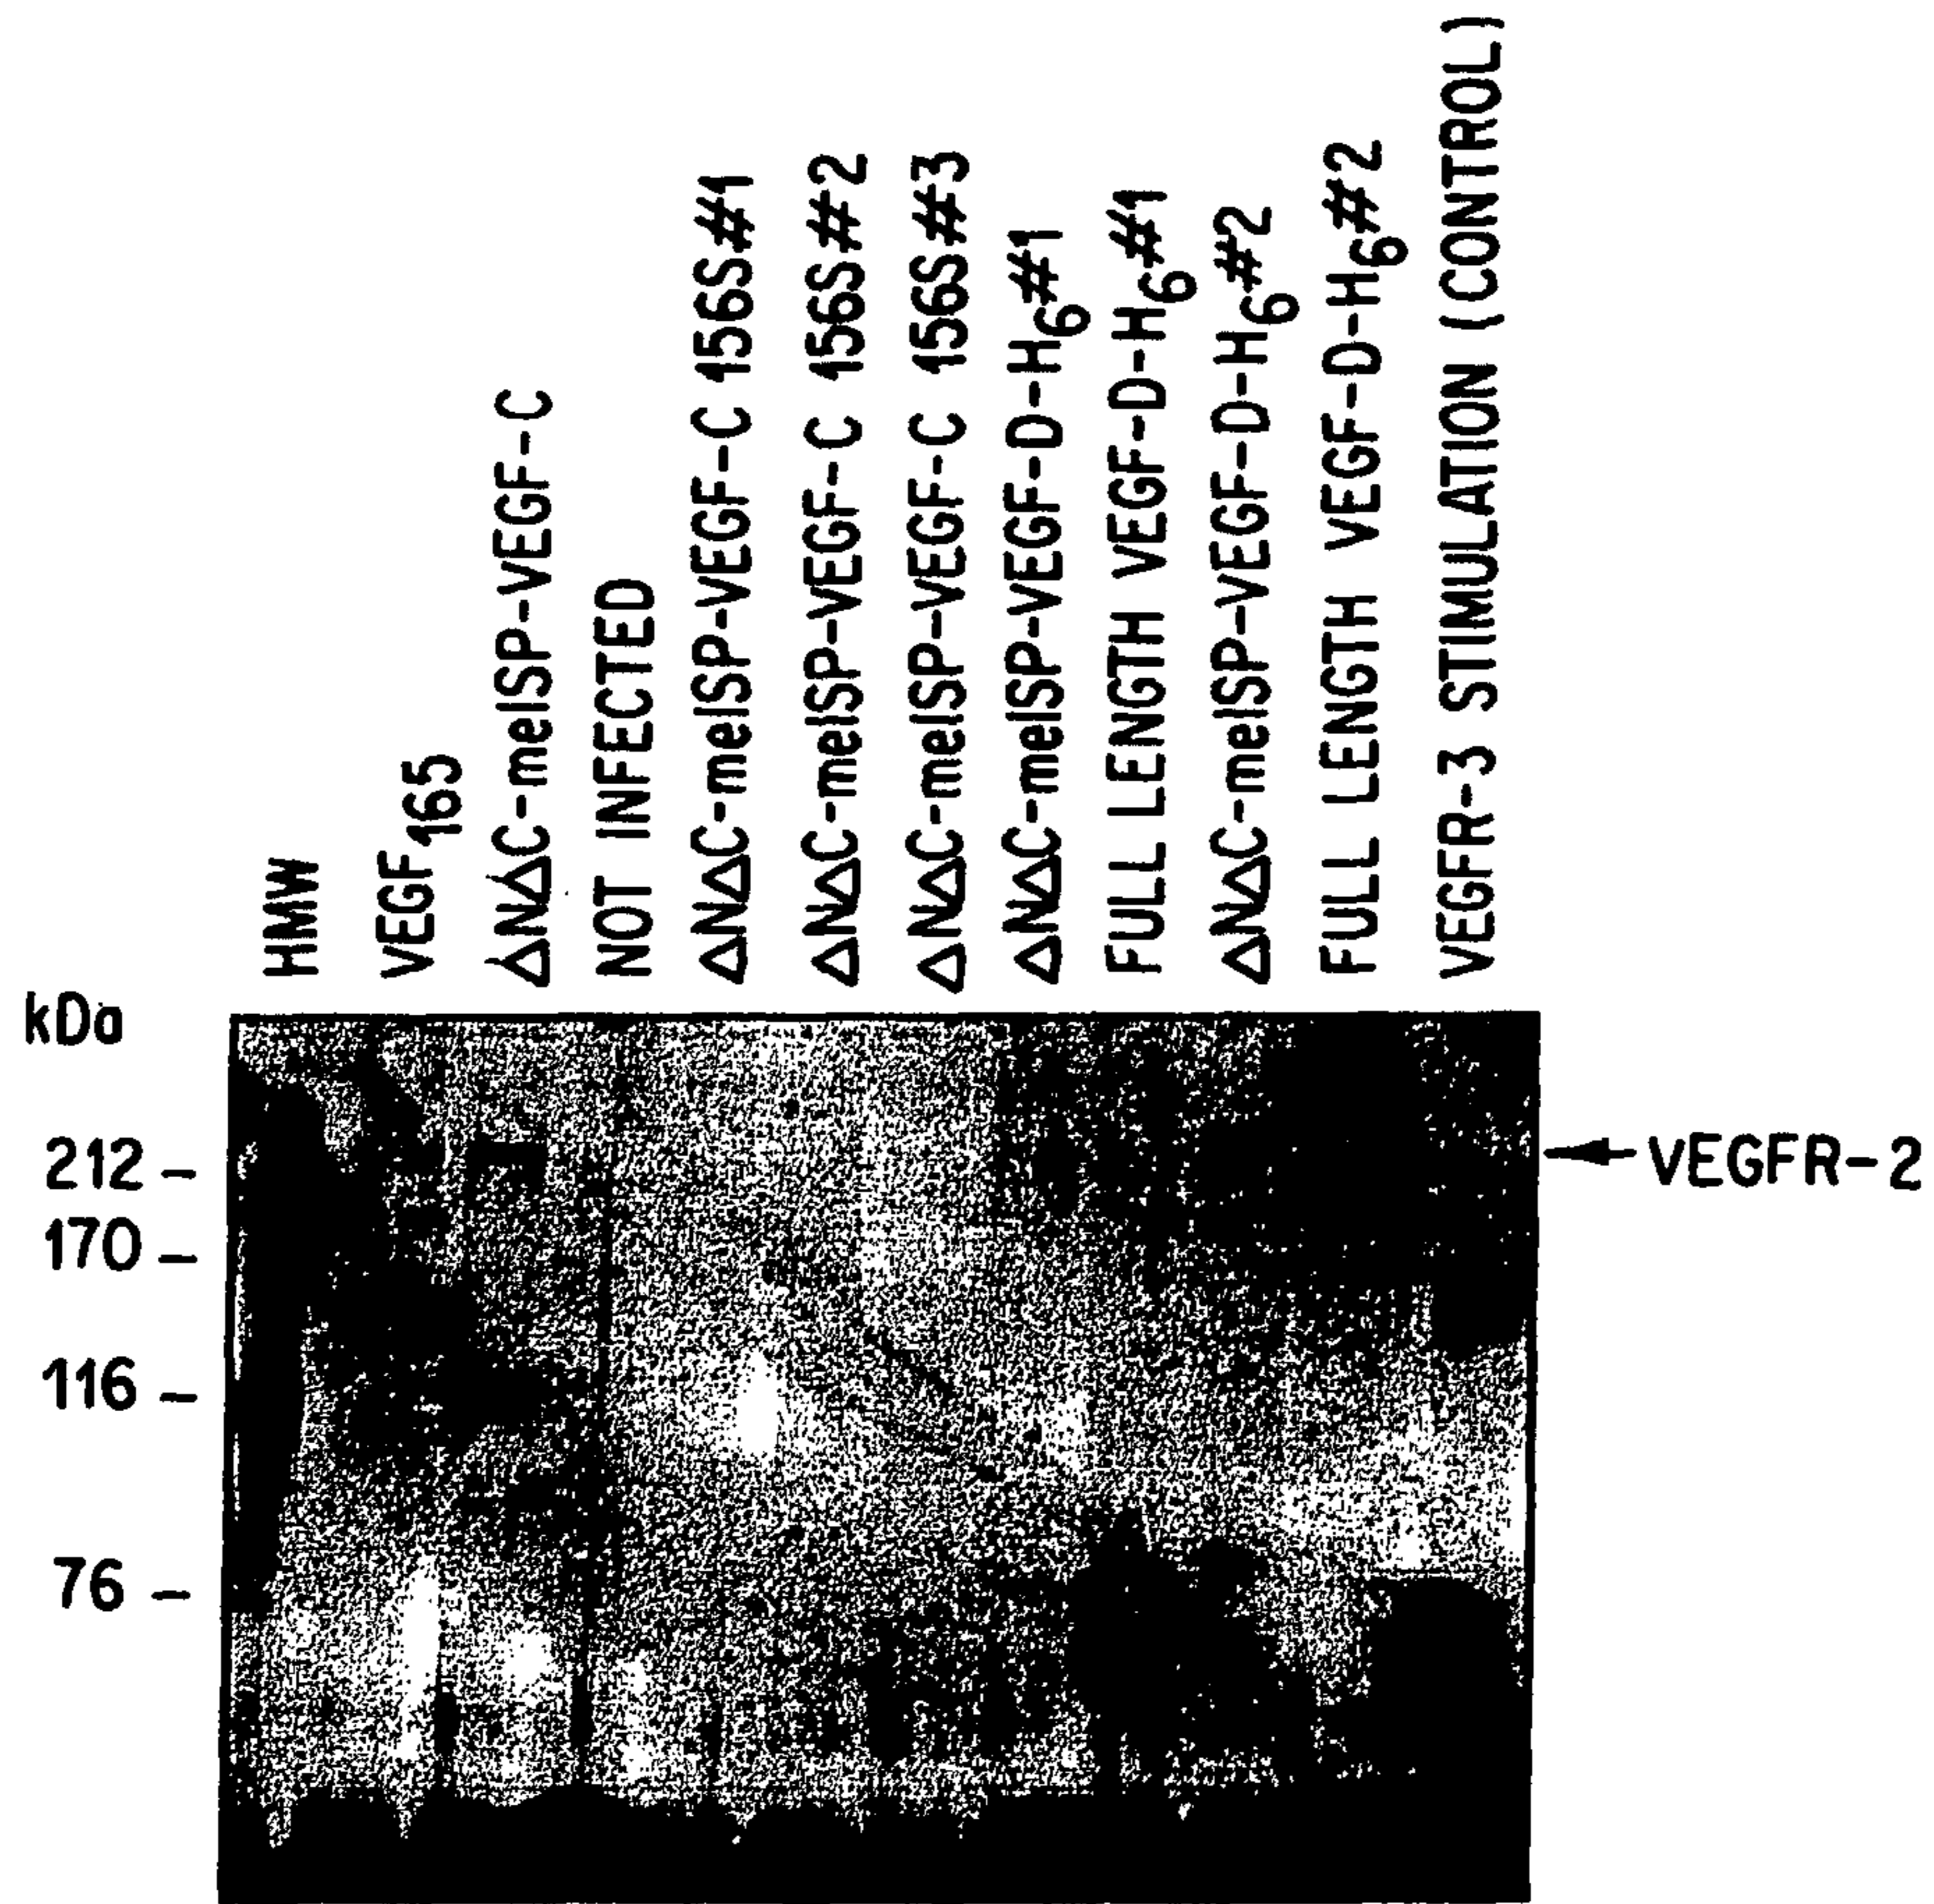 HMW
VEGF165
ΔNΔC-melSP-VEGF-C
NOT INFECTED
ΔNΔC-melSP-VEGF-C 156S#1
ΔNΔC-melSP-VEGF-C 156S#2
ΔNΔC-melSP-VEGF-C 156S#3
ΔNΔC-melSP-VEGF-D-H6#1
FULL LENGTH VEGF-D-H6#1
ΔNΔC-melSP-VEGF-D-H6#2
FULL LENGTH VEGF-D-H6#2
VEGFR-3 STIMULATION (CONTROL)
kDa
212 -
VEGFR-2
170 -
116 -
76 -